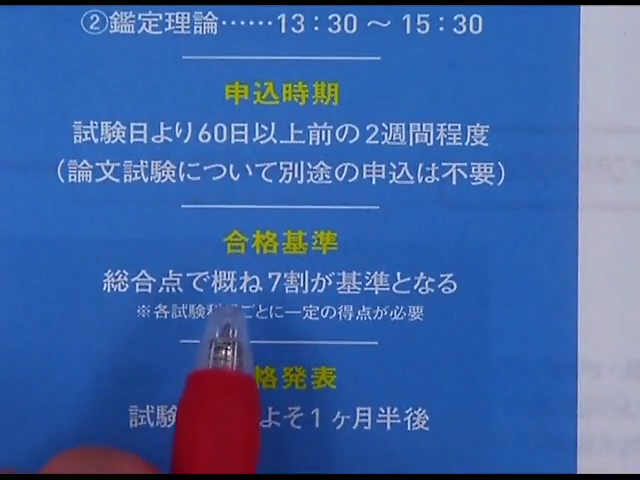 ②鑑定理論……13：30 〜 15：30
申込時期
試験日より60日以上前の2週間程度
（論文試験について別途の申込は不要）
合格基準
総合点で概ね7割が基準となる
※各試験 ごとに一定の得点が必要
格発表
試験 よそ1ヶ月半後